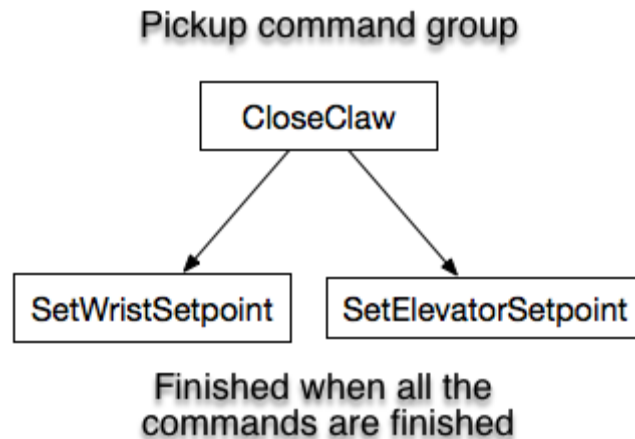 Pickup command group
CloseClaw
SetWristSetpoint
SetElevatorSetpoint
Finished when all the
commands are finished